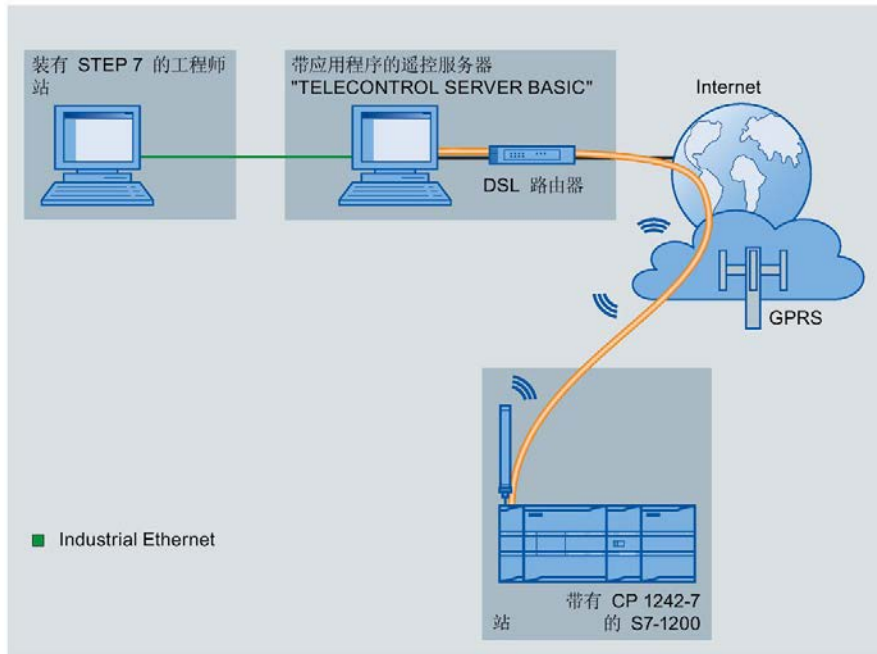 装有 STEP 7 的工程师
站
带应用程序的遥控服务器
"TELECONTROL SERVER BASIC"
Internet
DSL 路由器
GPRS
Industrial Ethernet
带有 CP 1242-7
站 的 S7-1200